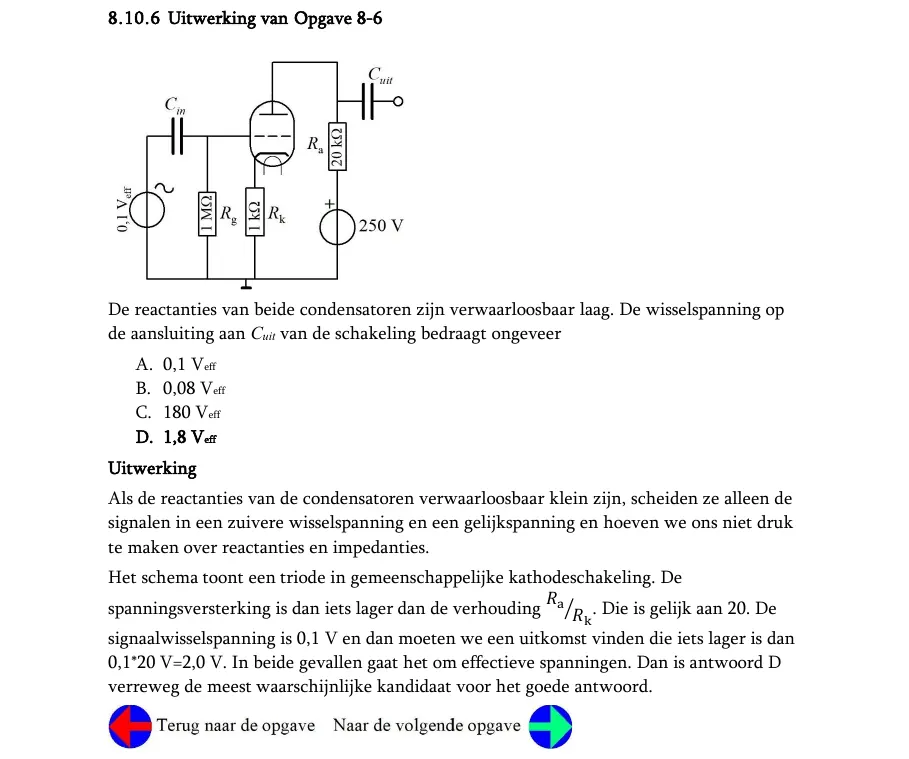 8.10.6 Uitwerking van Opgave 8-6
Cuit
Cin
Ra
20 kΩ
0,1 Veff
1 MΩ
Rg
1 kΩ
Rk
+
250 V
De reactanties van beide condensatoren zijn verwaarloosbaar laag. De wisselspanning op
de aansluiting aan Cuit van de schakeling bedraagt ongeveer
A. 0,1 Veff
B. 0,08 Veff
C. 180 Veff
D. 1,8 Veff
Uitwerking
Als de reactanties van de condensatoren verwaarloosbaar klein zijn, scheiden ze alleen de
signalen in een zuivere wisselspanning en een gelijkspanning en hoeven we ons niet druk
te maken over reactanties en impedanties.
Het schema toont een triode in gemeenschappelijke kathodeschakeling. De
spanningsversterking is dan iets lager dan de verhouding Ra/Rk. Die is gelijk aan 20. De
signaalwisselspanning is 0,1 V en dan moeten we een uitkomst vinden die iets lager is dan
0,1*20 V=2,0 V. In beide gevallen gaat het om effectieve spanningen. Dan is antwoord D
verreweg de meest waarschijnlijke kandidaat voor het goede antwoord.
Terug naar de opgave Naar de volgende opgave